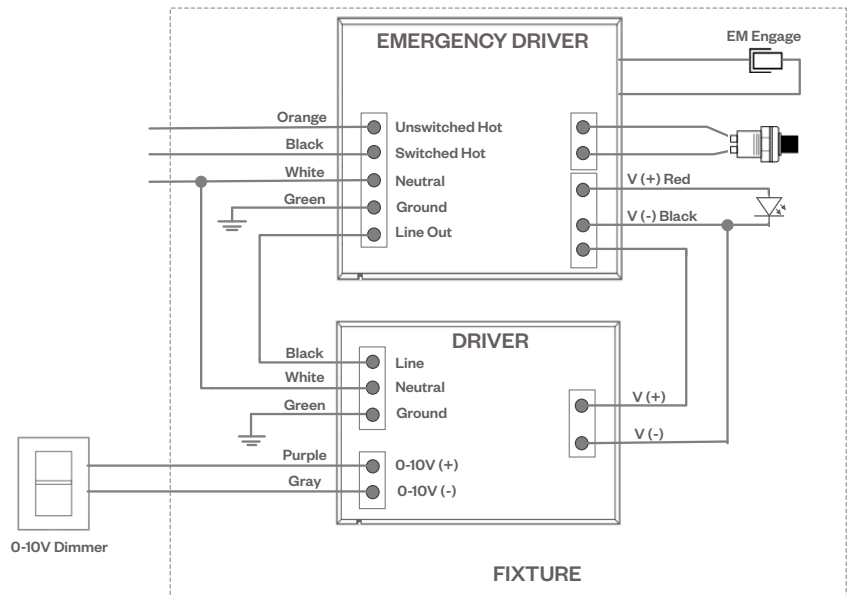 EMERGENCY DRIVER
EM Engage
Orange
Unswitched Hot
Black
Switched Hot
White
Neutral
V (+) Red
Green
Ground
V (-) Black
Line Out
DRIVER
Black
Line
White
Neutral
V (+)
Green
Ground
V (-)
Purple
0-10V (+)
Gray
0-10V (-)
0-10V Dimmer
FIXTURE